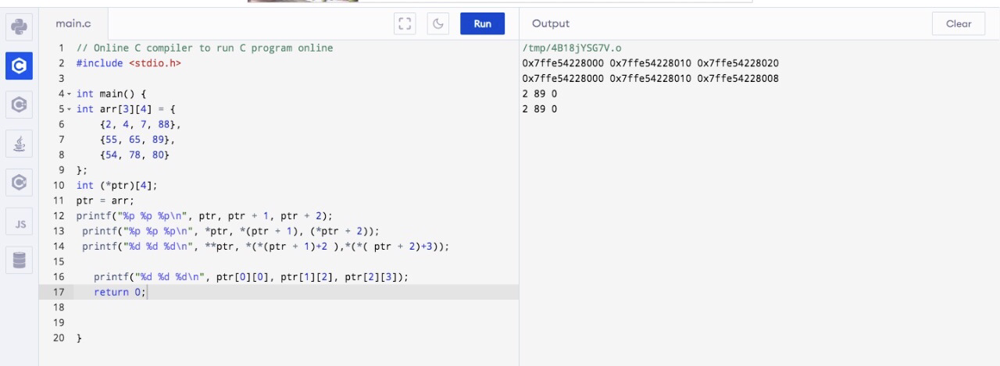 main.c
Run
Output
Clear
1 // Online C compiler to run C program online
2 #include <stdio.h>
3
4 int main() {
5 int arr[3][4] = {
6     {2, 4, 7, 88},
7     {55, 65, 89},
8     {54, 78, 80}
9 };
10 int (*ptr)[4];
11 ptr = arr;
12 printf("%p %p %p\n", ptr, ptr + 1, ptr + 2);
13  printf("%p %p %p\n", *ptr, *(ptr + 1), (*ptr + 2));
14  printf("%d %d %d\n", **ptr, *(*(ptr + 1)+2 ),*(*( ptr + 2)+3));
15
16    printf("%d %d %d\n", ptr[0][0], ptr[1][2], ptr[2][3]);
17    return 0;
18
19
20 }
/tmp/4B18jYSG7V.o
0x7ffe54228000 0x7ffe54228010 0x7ffe54228020
0x7ffe54228000 0x7ffe54228010 0x7ffe54228008
2 89 0
2 89 0
JS